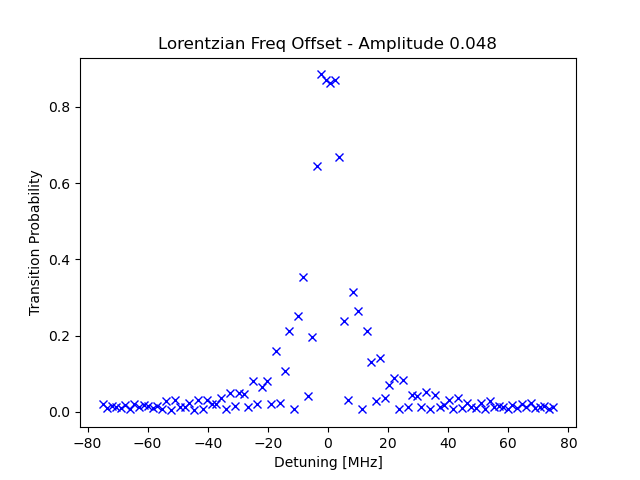 Lorentzian Freq Offset - Amplitude 0.048
Transition Probability
0.8
0.6
0.4
0.2
0.0
−80 −60 −40 −20 0 20 40 60 80
Detuning [MHz]